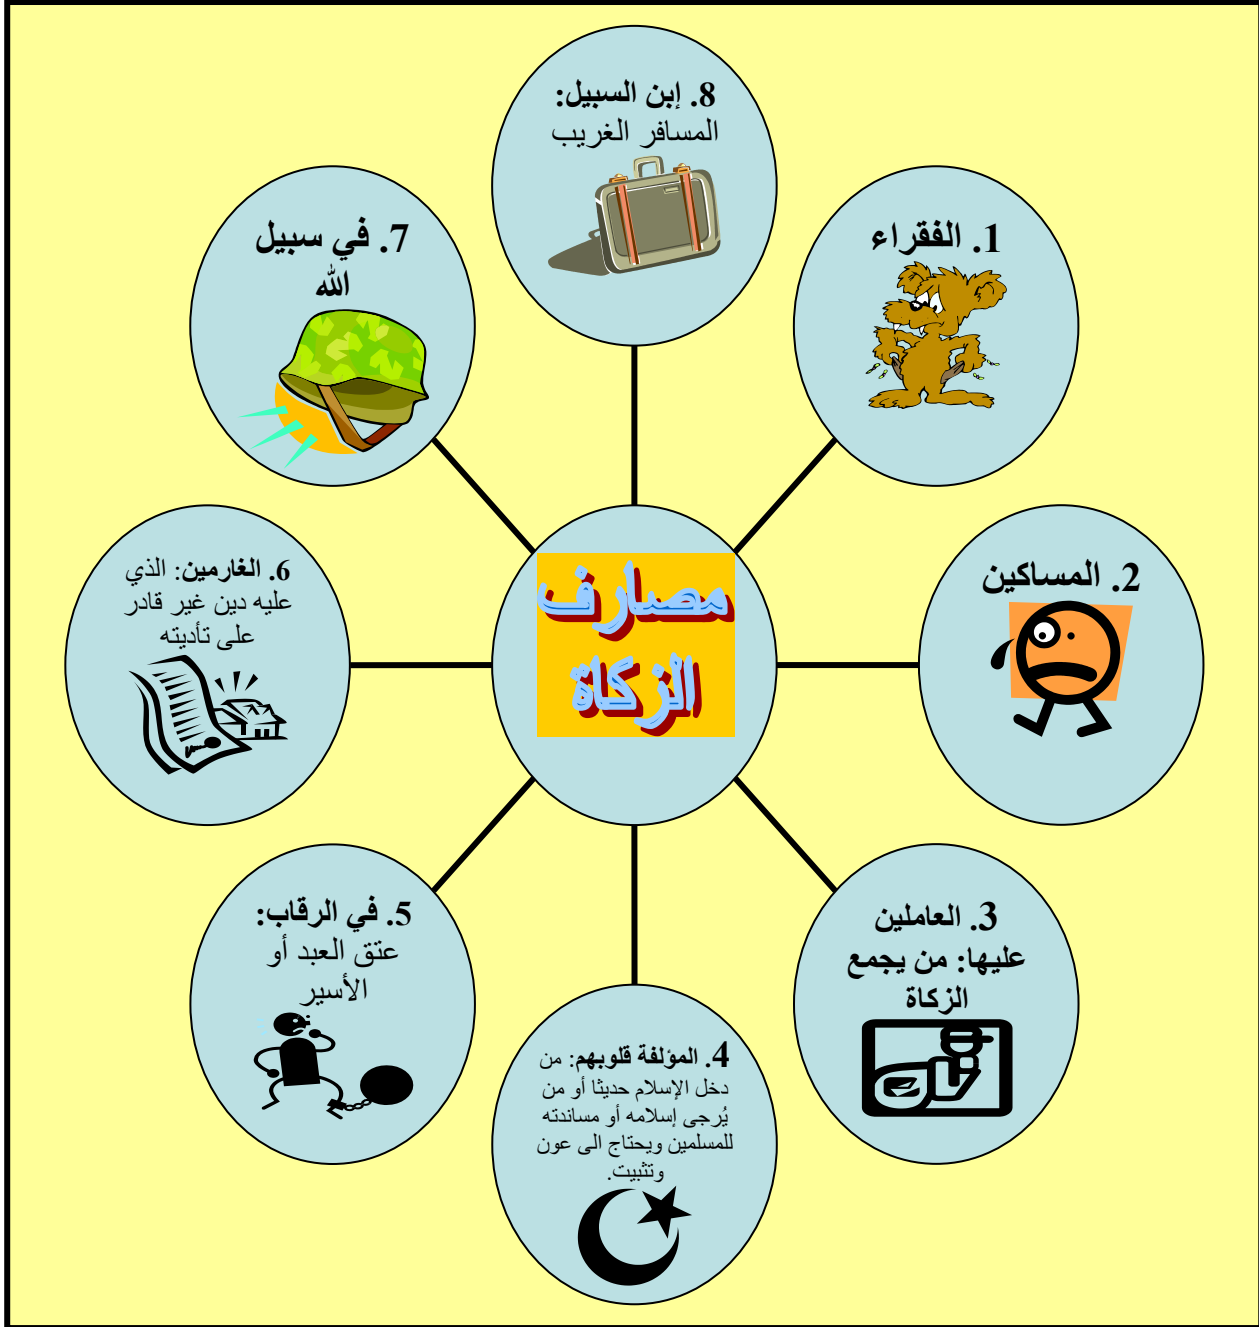 مصارف
الزكاة
1. الفقراء
2. المساكين
3. العاملين
عليها: من يجمع
الزكاة
4. المؤلفة قلوبهم: من
دخل الإسلام حديثا أو من
يُرجى إسلامه أو مساندته
للمسلمين ويحتاج الى عون
وتثبيت.
5. في الرقاب:
عتق العبد أو
الأسير
6. الغارمين: الذي
عليه دين غير قادر
على تأديته
7. في سبيل
الله
8. إبن السبيل:
المسافر الغريب